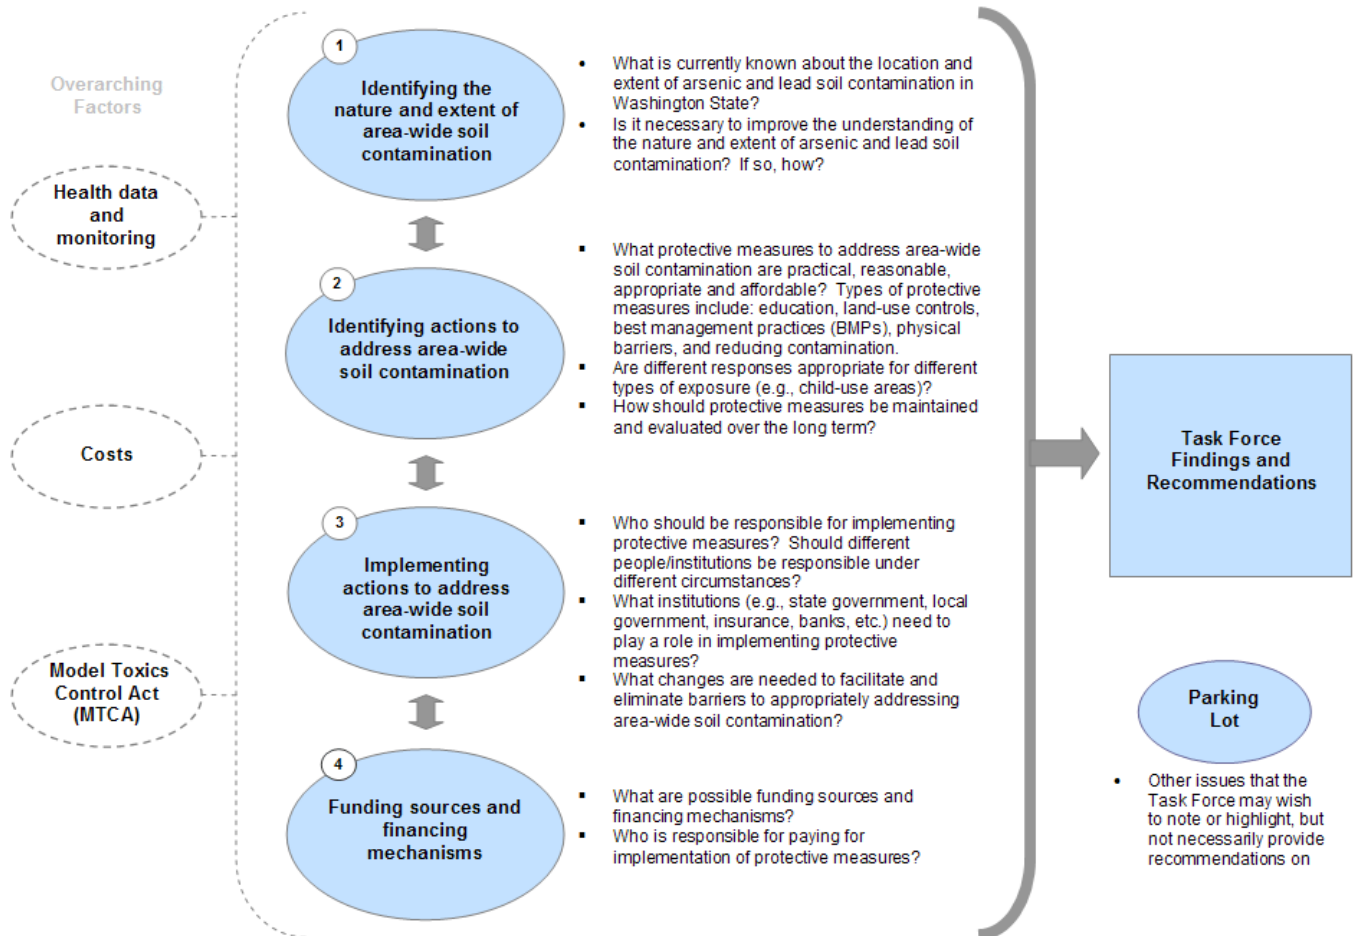 Overarching
Factors
Health data
and
monitoring
Costs
Model Toxics
Control Act
(MTCA)
1
Identifying the
nature and extent of
area-wide soil
contamination
• What is currently known about the location and
extent of arsenic and lead soil contamination in
Washington State?
• Is it necessary to improve the understanding of
the nature and extent of arsenic and lead soil
contamination? If so, how?
2
Identifying actions to
address area-wide
soil contamination
▪ What protective measures to address area-wide
soil contamination are practical, reasonable,
appropriate and affordable? Types of protective
measures include: education, land-use controls,
best management practices (BMPs), physical
barriers, and reducing contamination.
▪ Are different responses appropriate for different
types of exposure (e.g., child-use areas)?
▪ How should protective measures be maintained
and evaluated over the long term?
3
Implementing
actions to address
area-wide soil
contamination
▪ Who should be responsible for implementing
protective measures? Should different
people/institutions be responsible under
different circumstances?
▪ What institutions (e.g., state government, local
government, insurance, banks, etc.) need to
play a role in implementing protective
measures?
▪ What changes are needed to facilitate and
eliminate barriers to appropriately addressing
area-wide soil contamination?
4
Funding sources and
financing
mechanisms
▪ What are possible funding sources and
financing mechanisms?
▪ Who is responsible for paying for
implementation of protective measures?
Task Force
Findings and
Recommendations
Parking
Lot
• Other issues that the
Task Force may wish
to note or highlight, but
not necessarily provide
recommendations on